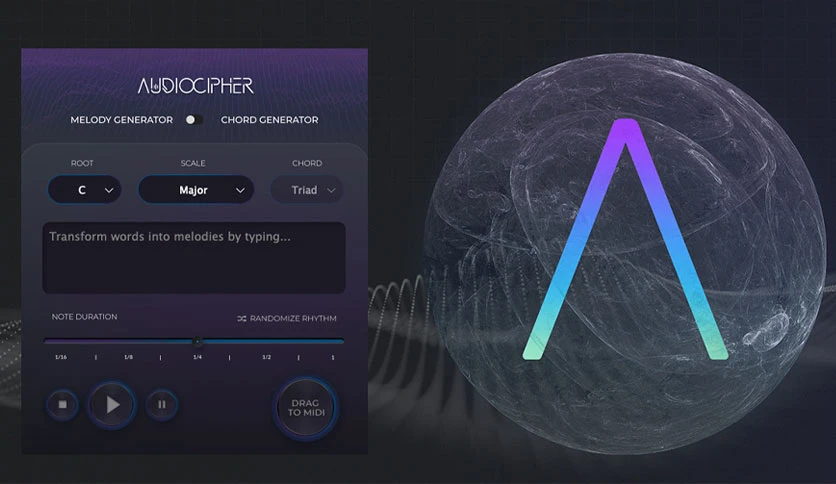 AUDIOCIPHER
MELODY GENERATOR CHORD GENERATOR
ROOT SCALE CHORD
C Major Triad
Transform words into melodies by typing...
NOTE DURATION RANDOMIZE RHYTHM
1/16 | 1/8 | 1/4 | 1/2 | 1
DRAG
TO MIDI